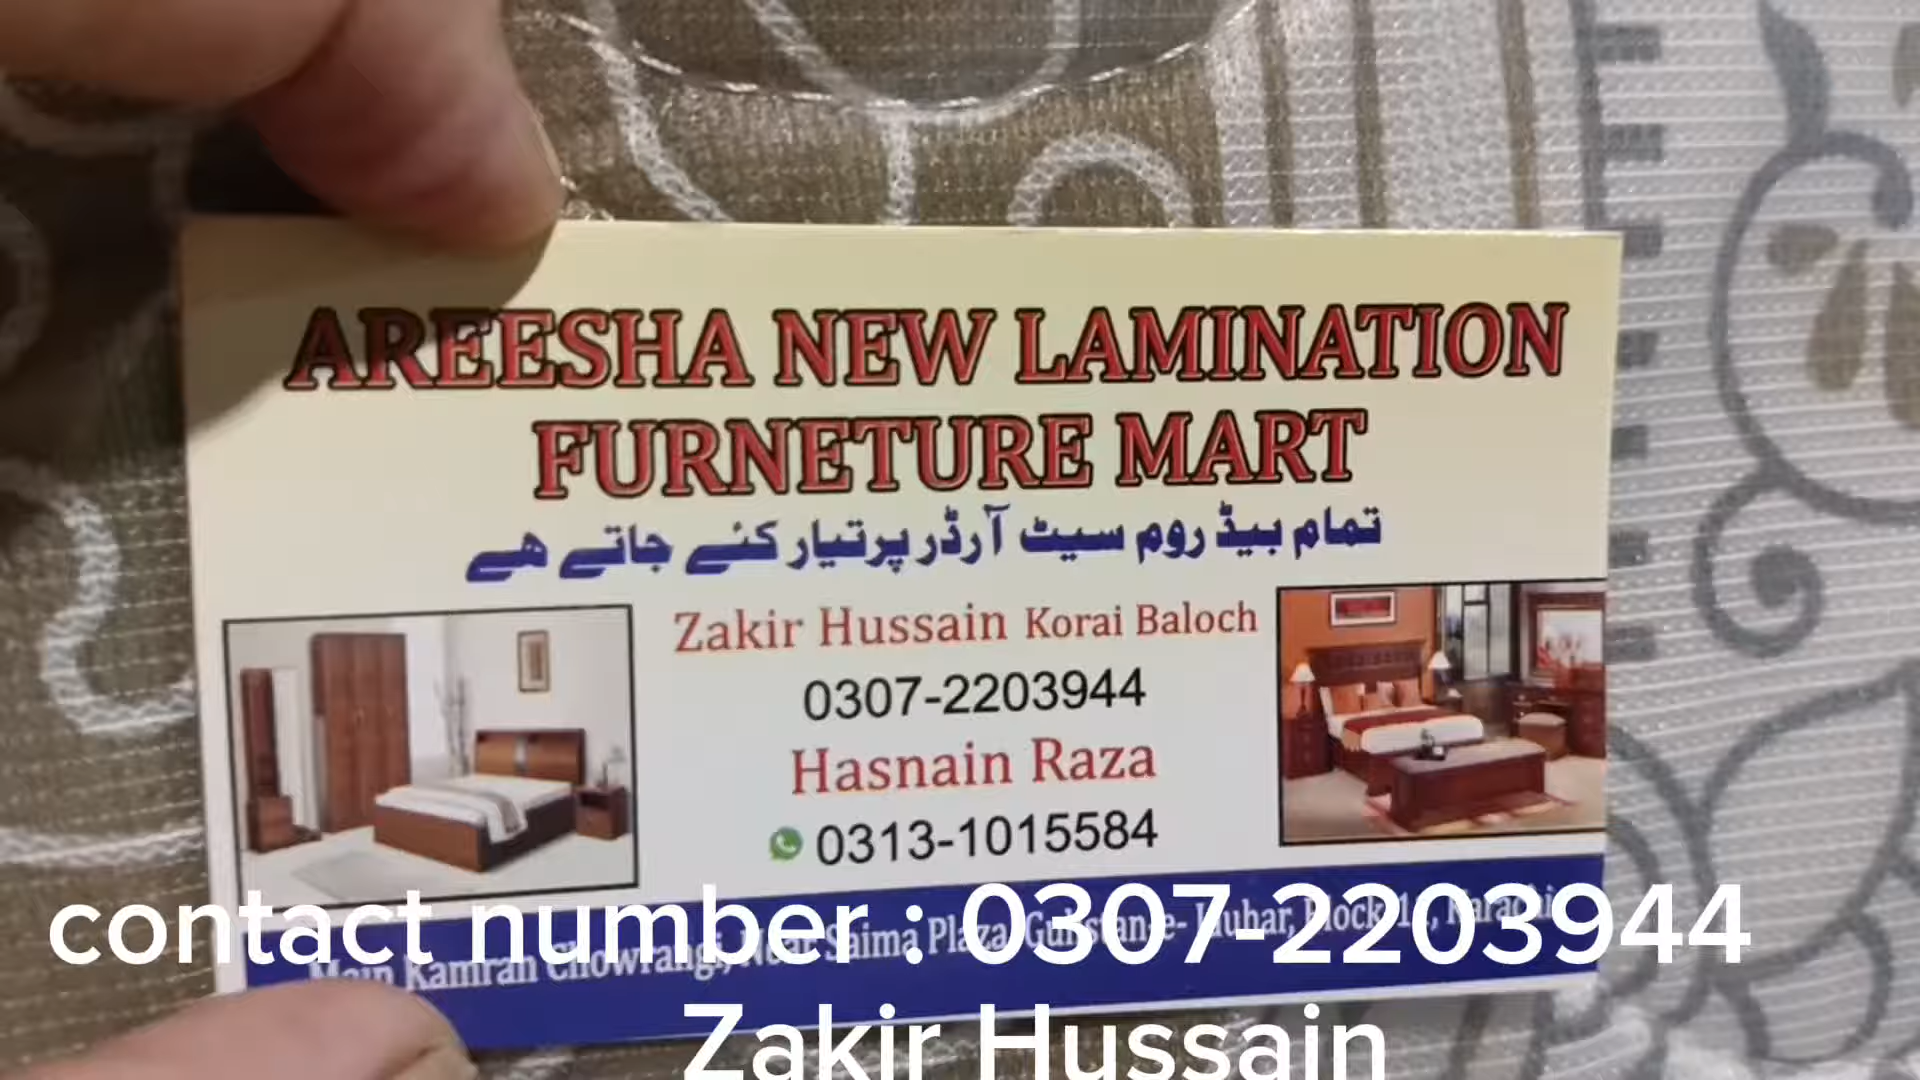 AREESHA NEW LAMINATION
FURNETURE MART
تمام بیڈ روم سیٹ آرڈر پر تیار کئے جاتے ھے
Zakir Hussain Korai Baloch
0307-2203944
Hasnain Raza
0313-1015584
Main Kamran Chowrangi, Near Saima Plaza, Gulistan-e-Jauhar, Block Karachi
contact number : 0307-2203944
Zakir Hussain